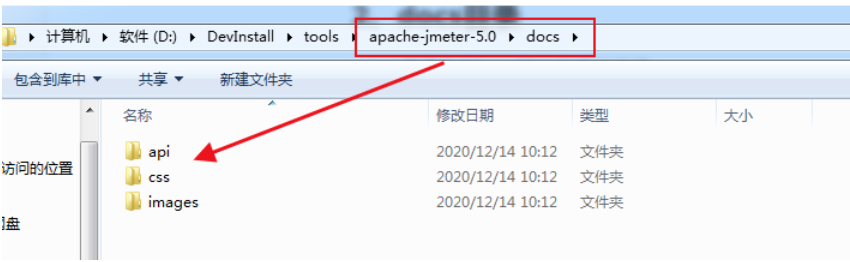 计算机 软件 (D:) DevInstall tools apache-jmeter-5.0 docs
包含到库中 共享 新建文件夹
名称 修改日期 类型 大小
api 2020/12/14 10:12 文件夹
访问的位置
css 2020/12/14 10:12 文件夹
images 2020/12/14 10:12 文件夹